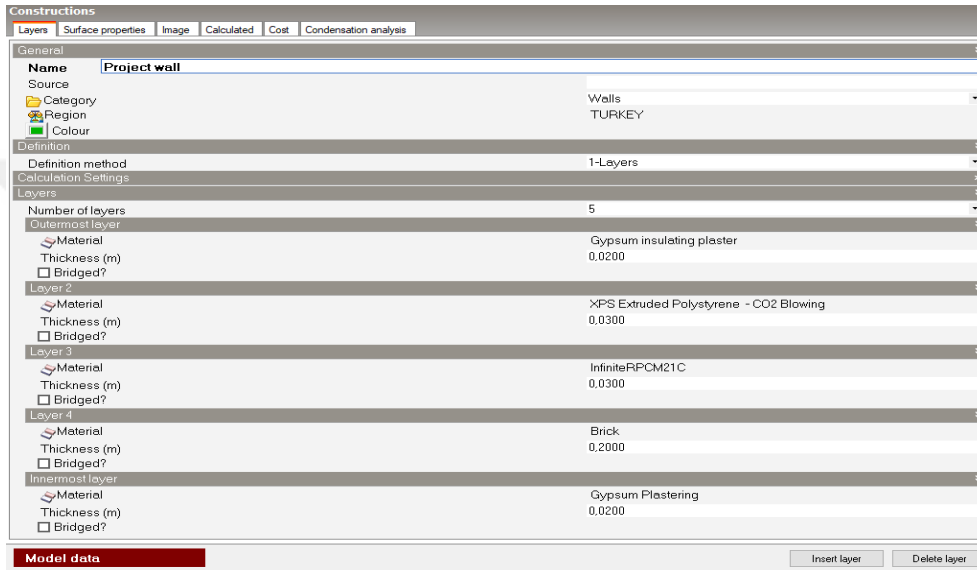 Constructions
Layers Surface properties Image Calculated Cost Condensation analysis
General
Name Project wall
Source
Category Walls
Region TURKEY
Colour
Definition
Definition method 1-Layers
Calculation Settings
Layers
Number of layers 5
Outermost layer
Material Gypsum insulating plaster
Thickness (m) 0,0200
Bridged?
Layer 2
Material XPS Extruded Polystyrene - CO2 Blowing
Thickness (m) 0,0300
Bridged?
Layer 3
Material InfiniteRPCM21C
Thickness (m) 0,0300
Bridged?
Layer 4
Material Brick
Thickness (m) 0,2000
Bridged?
Innermost layer
Material Gypsum Plastering
Thickness (m) 0,0200
Bridged?
Model data Insert layer Delete layer